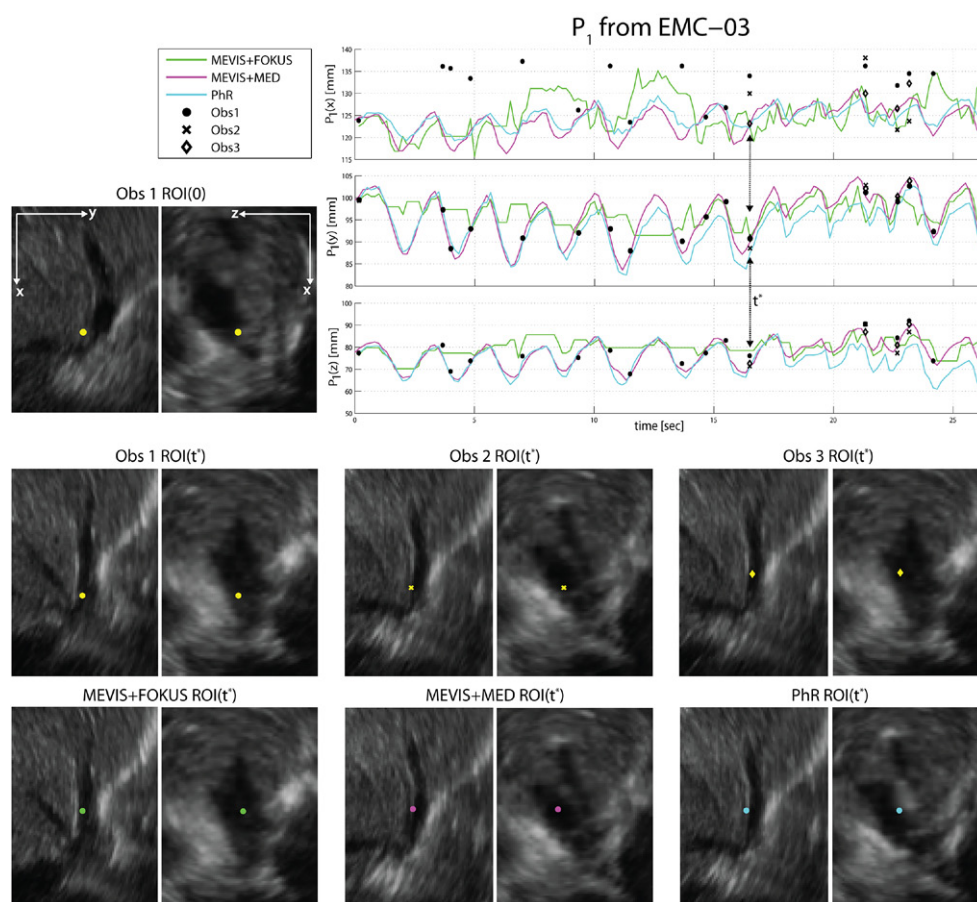 P1 from EMC−03
MEVIS+FOKUS
MEVIS+MED
PhR
Obs1
Obs2
Obs3
P1(x) [mm]
140
135
130
125
120
115
P1(y) [mm]
105
100
95
90
85
80
t*
P1(z) [mm]
100
90
80
70
60
50
0 5 10 15 20 25
time [sec]
Obs 1 ROI(0)
y
x
z
x
Obs 1 ROI(t*) Obs 2 ROI(t*) Obs 3 ROI(t*)
MEVIS+FOKUS ROI(t*) MEVIS+MED ROI(t*) PhR ROI(t*)